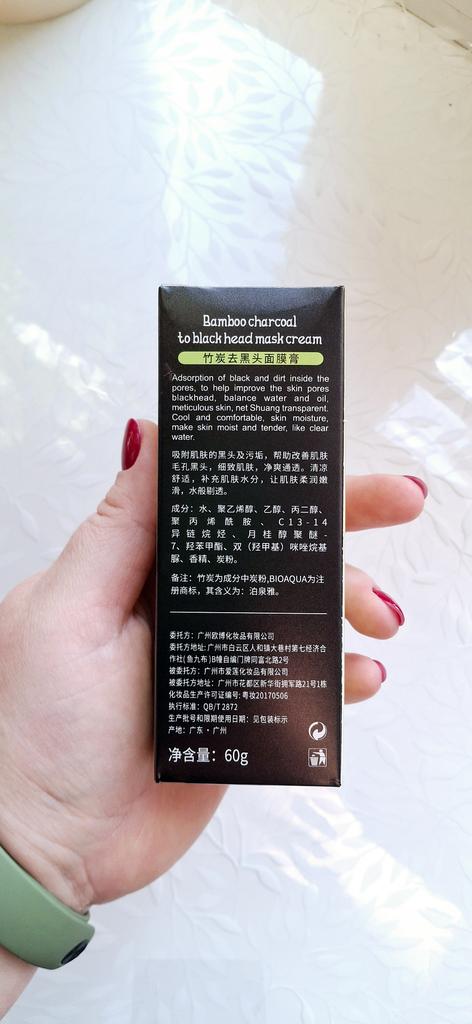 Bamboo charcoal
to black head mask cream
竹炭去黑头面膜膏
Adsorption of black and dirt inside the
pores, to help improve the skin pores
blackhead, balance water and oil,
meticulous skin, net Shuang transparent.
Cool and comfortable, skin moisture,
make skin moist and tender, like clear
water.
吸附肌肤的黑头及污垢，帮助改善肌肤
毛孔黑头，细致肌肤，净爽通透。清凉
舒适，补充肌肤水分，让肌肤柔润嫩
滑，水般剔透。
成分：水、聚乙烯醇、乙醇、丙二醇、
聚丙烯酰胺、C13-14
异链烷烃、月桂醇聚醚-
7、羟苯甲酯、双（羟甲基）咪唑烷基
脲、香精、炭粉。
备注：竹炭为成分中炭粉,BIOAQUA为注
册商标，其含义为：泊泉雅。
委托方：广州欧博化妆品有限公司
委托方地址：广州市白云区人和镇大巷村第七经济合
作社(鱼九布)B幢自编门牌同富北路2号
被委托方：广州市爱莲化妆品有限公司
被委托方地址：广州市花都区新华街拥军路21号1栋
化妆品生产许可证编号：粤妆20170506
执行标准：QB/T 2872
生产批号和限期使用日期：见包装标示
产地：广东·广州
净含量：60g